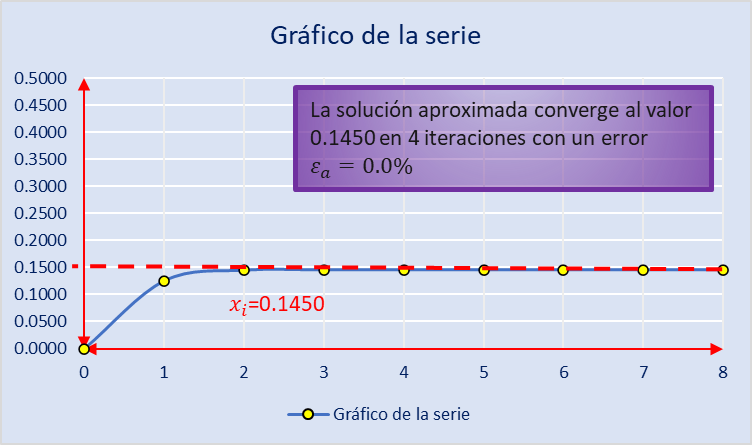 Gráfico de la serie
0.5000
0.4500
0.4000
0.3500
0.3000
0.2500
0.2000
0.1500
0.1000
0.0500
0.0000
La solución aproximada converge al valor
0.1450 en 4 iteraciones con un error
𝜀ₐ = 0.0%
𝑥ᵢ=0.1450
0 1 2 3 4 5 6 7 8
Gráfico de la serie